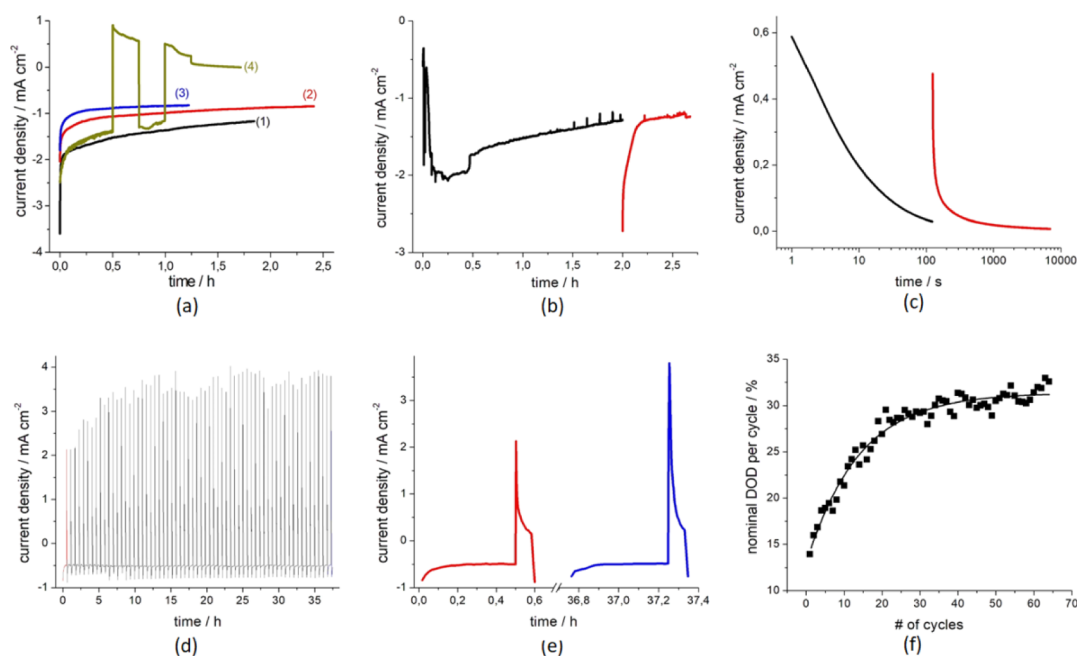 1
0
-1
-2
-3
-4
current density / mA cm-2
(4)
(3)
(2)
(1)
0,0 0,5 1,0 1,5 2,0 2,5
time / h
(a)
0
-1
-2
-3
current density / mA cm-2
0,0 0,5 1,0 1,5 2,0 2,5
time / h
(b)
0,6
0,4
0,2
0,0
current density / mA cm-2
1 10 100 1000 10000
time / s
(c)
4
3
2
1
0
-1
current density / mA cm-2
0 5 10 15 20 25 30 35
time / h
(d)
4
3
2
1
0
-1
current density / mA cm-2
0,0 0,2 0,4 0,6 36,8 37,0 37,2 37,4
time / h
(e)
35
30
25
20
15
10
nominal DOD per cycle / %
0 10 20 30 40 50 60 70
# of cycles
(f)